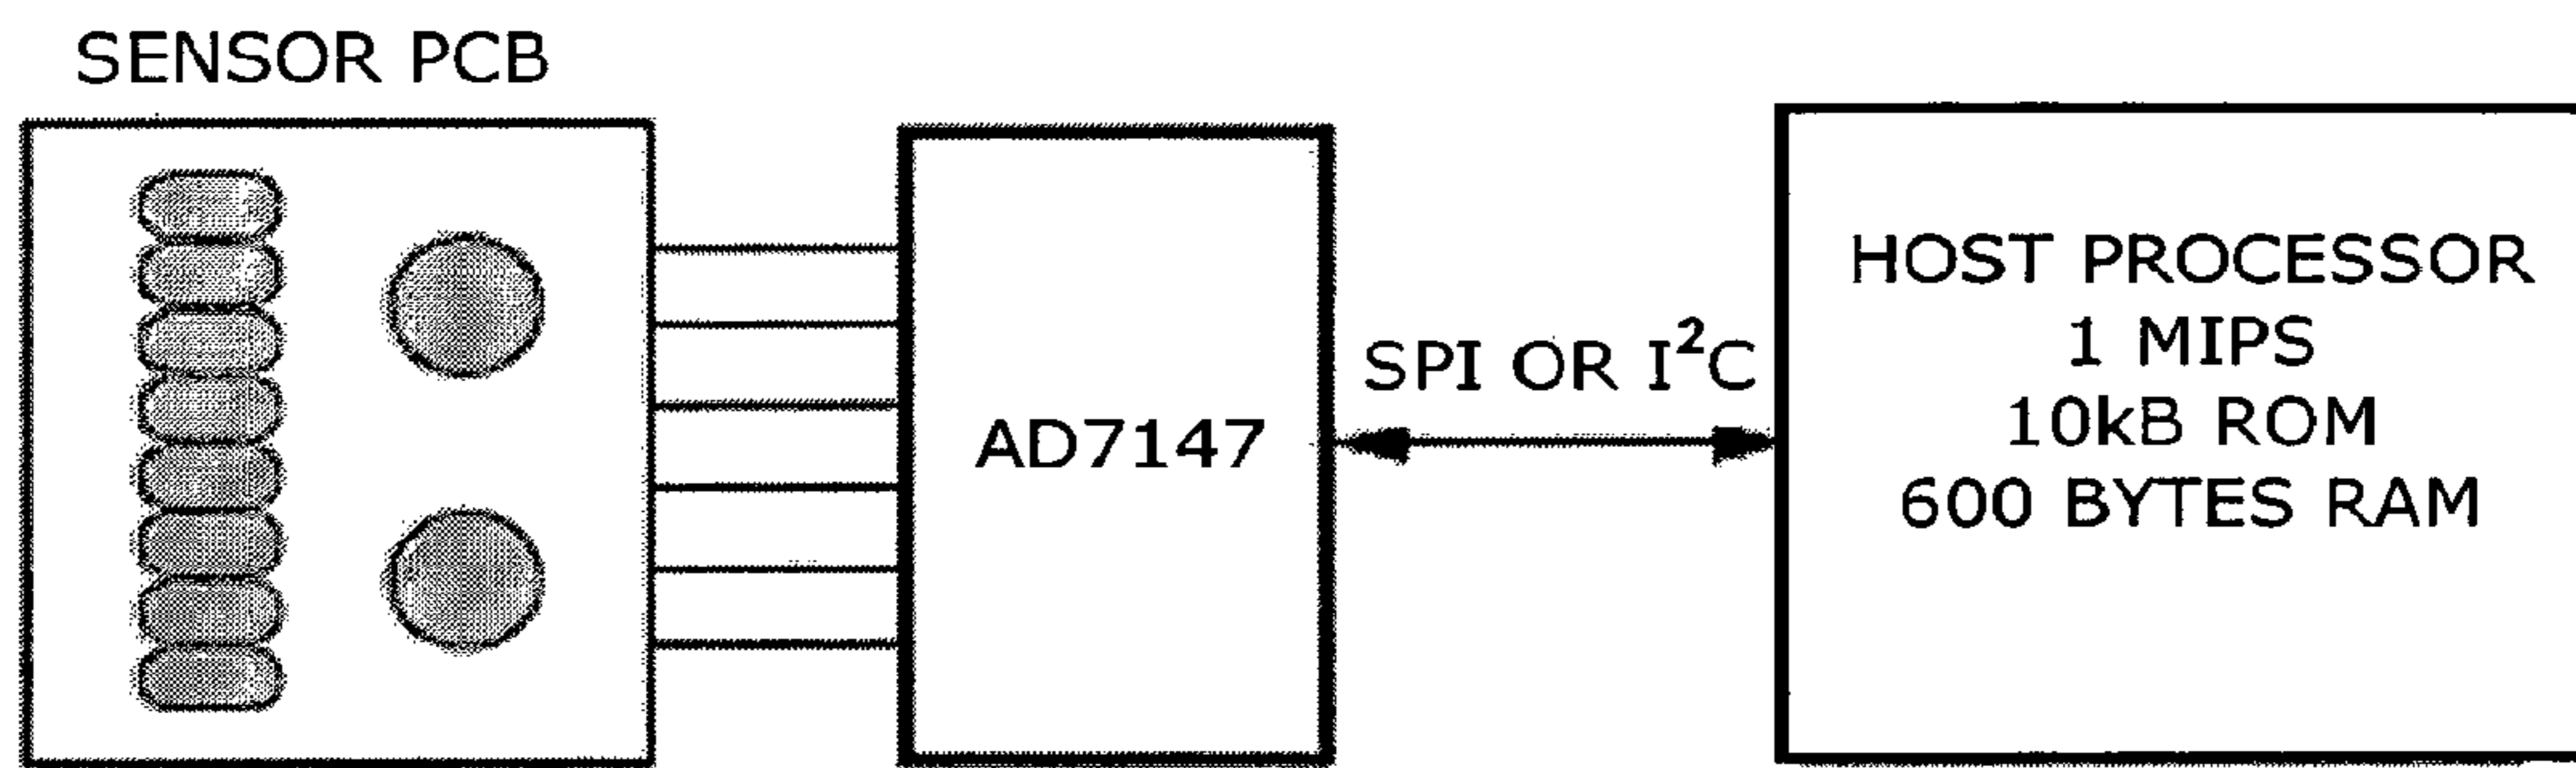 SENSOR PCB
AD7147
SPI OR I²C
HOST PROCESSOR
1 MIPS
10kB ROM
600 BYTES RAM